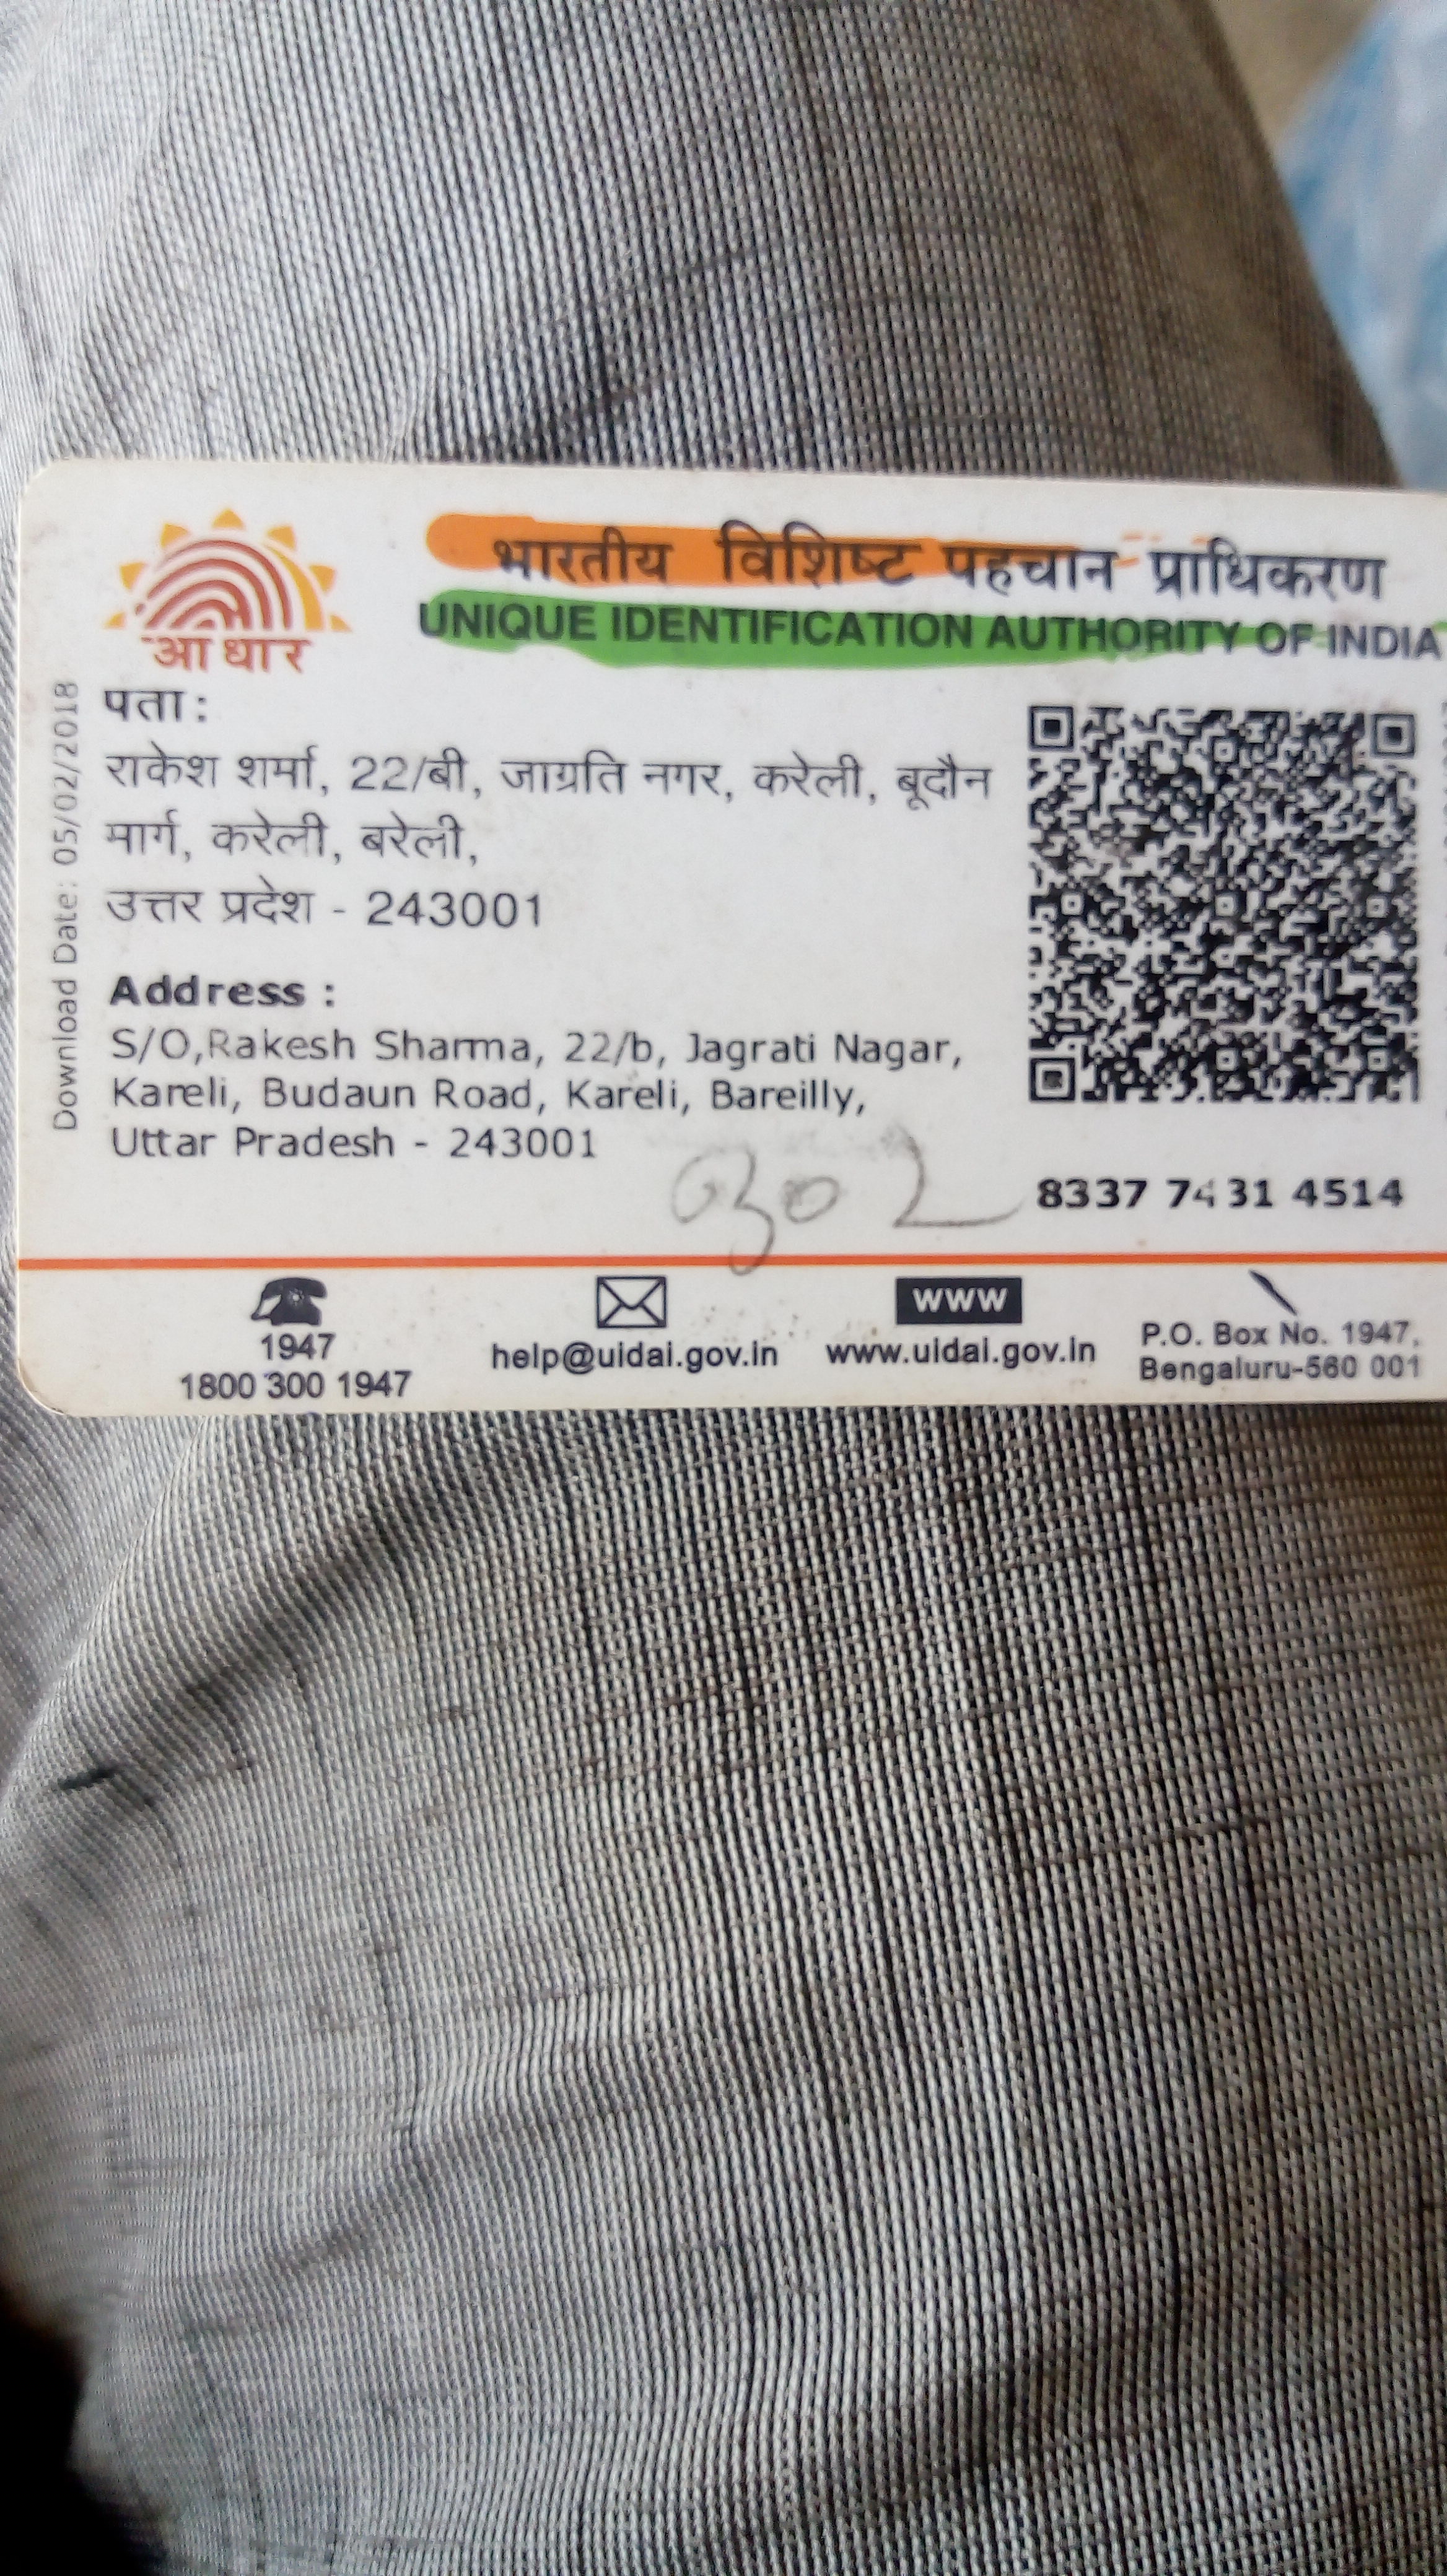 भारतीय विशिष्ट पहचान प्राधिकरण
UNIQUE IDENTIFICATION AUTHORITY OF INDIA
आधार
Download Date: 05/02/2018
पता :
राकेश शर्मा, 22/बी, जाग्रति नगर, करेली, बूदौन
मार्ग, करेली, बरेली,
उत्तर प्रदेश - 243001
Address :
S/O,Rakesh Sharma, 22/b, Jagrati Nagar,
Kareli, Budaun Road, Kareli, Bareilly,
Uttar Pradesh - 243001
8337 7431 4514
1947
1800 300 1947
help@uidai.gov.in
www
www.uidai.gov.in
P.O. Box No. 1947,
Bengaluru-560 001